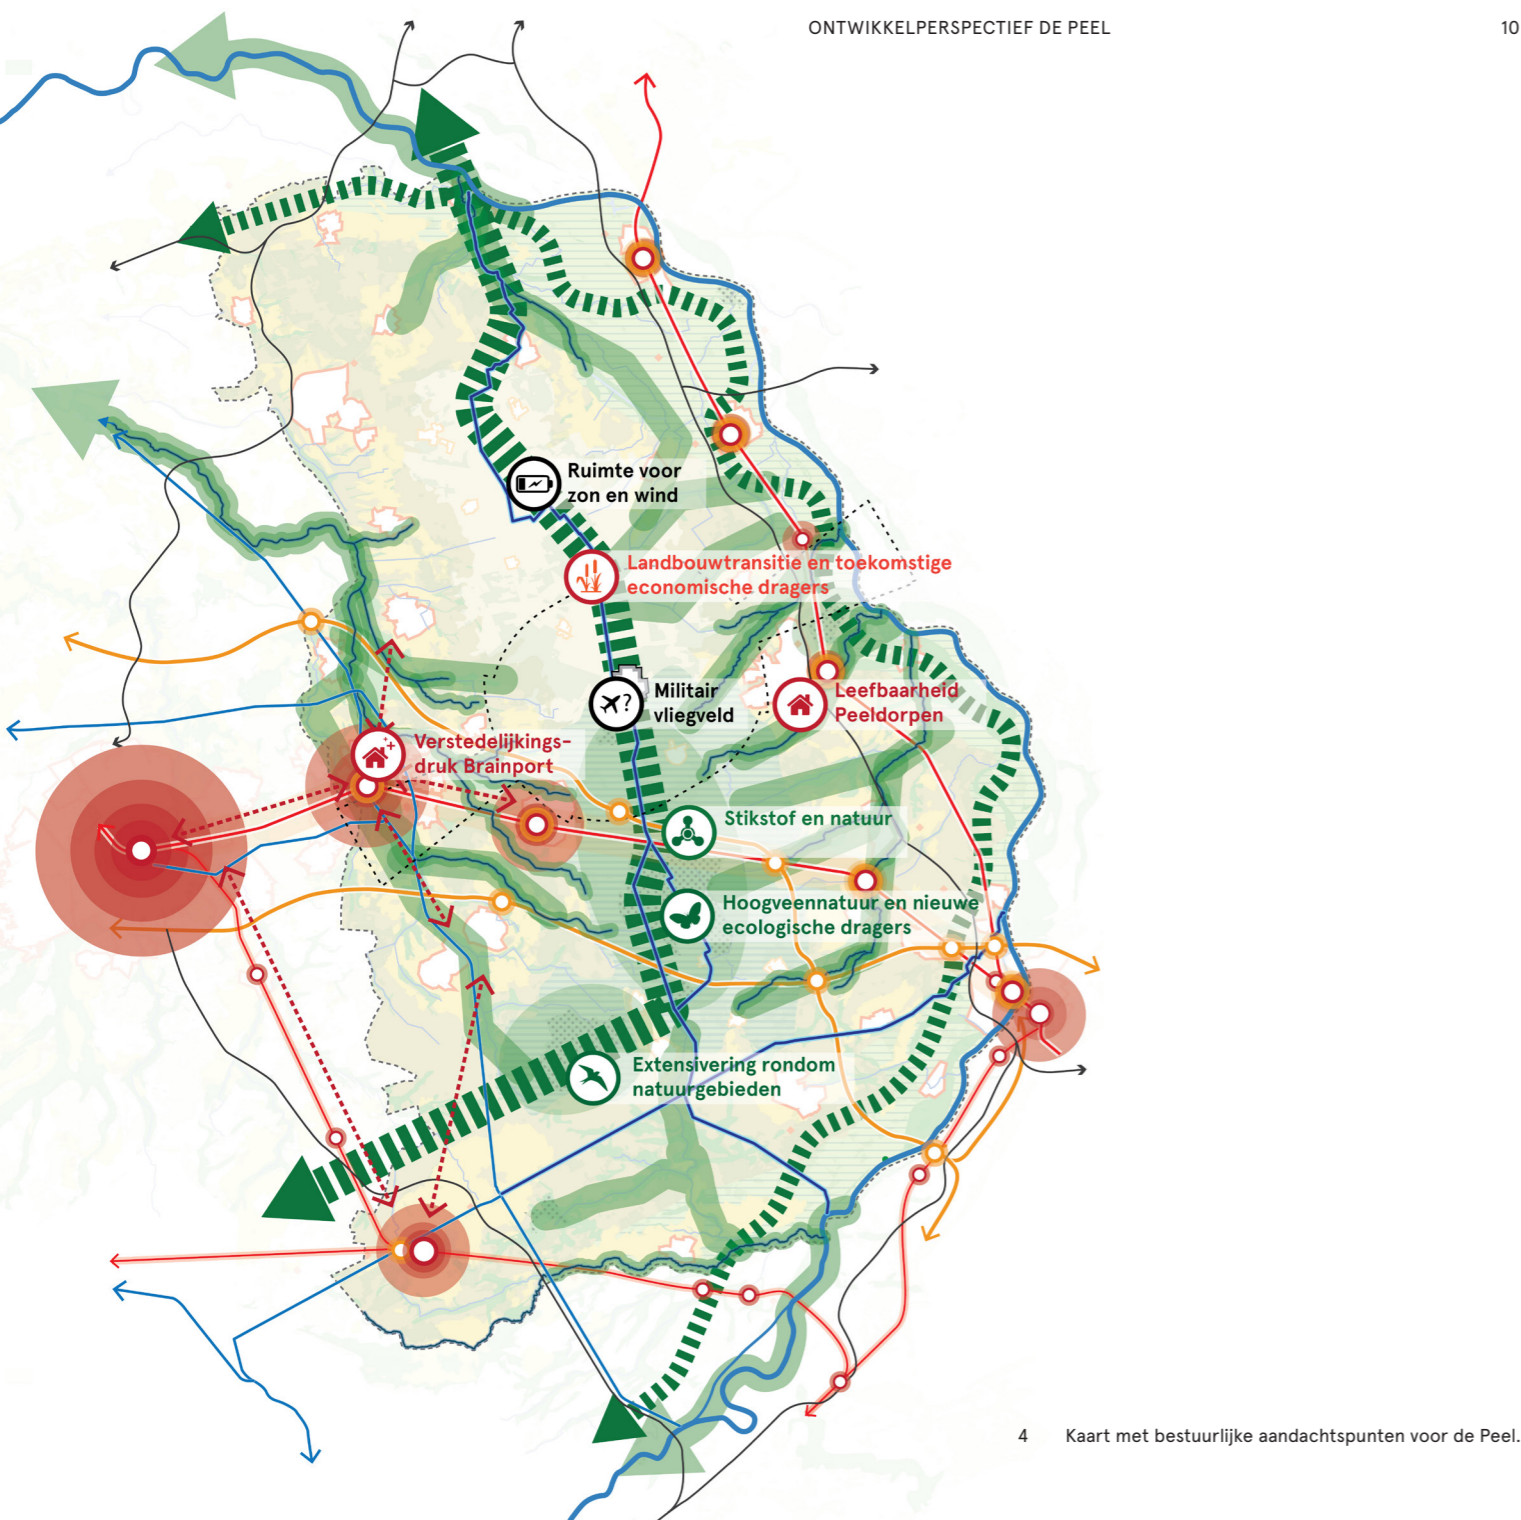 ONTWIKKELPERSPECTIEF DE PEEL
10
Ruimte voor
zon en wind
Landbouwtransitie en toekomstige
economische dragers
Militair
vliegveld
?
Leefbaarheid
Peeldorpen
Verstedelijkings-
druk Brainport
Stikstof en natuur
Hoogveennatuur en nieuwe
ecologische dragers
Extensivering rondom
natuurgebieden
4 Kaart met bestuurlijke aandachtspunten voor de Peel.